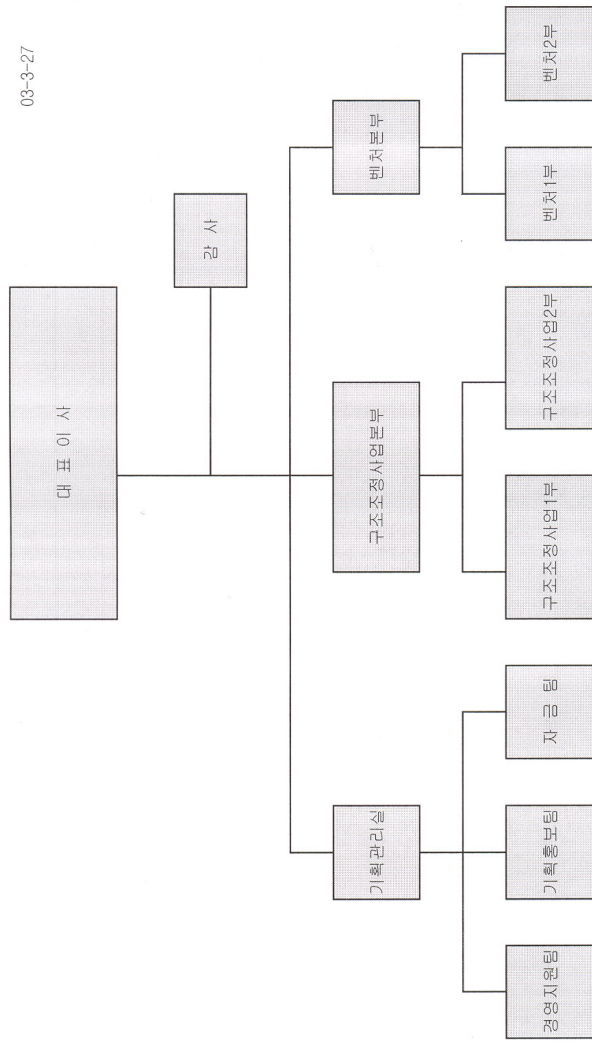 03-3-27
대 표 이 사
감 사
기획관리실
구조조정사업본부
벤처본부
경영지원팀
기획홍보팀
자 금 팀
구조조정사업1부
구조조정사업2부
벤처1부
벤처2부